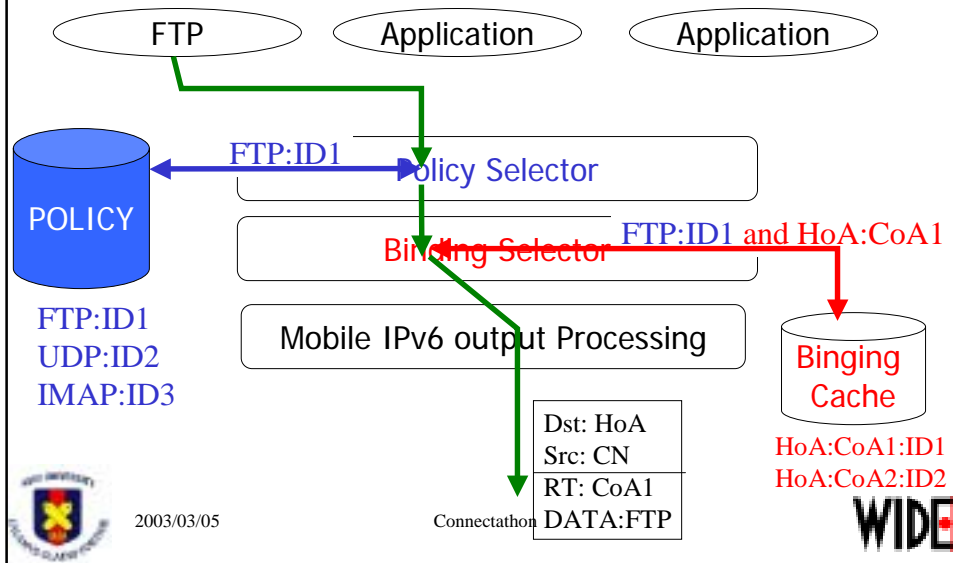 FTP
Application
Application
FTP:ID1
Policy Selector
POLICY
FTP:ID1 and HoA:CoA1
Binding Selector
FTP:ID1
UDP:ID2
IMAP:ID3
Mobile IPv6 output Processing
Binging
Cache
HoA:CoA1:ID1
HoA:CoA2:ID2
Dst: HoA
Src: CN
RT: CoA1
DATA:FTP
2003/03/05
Connectathon
WIDE